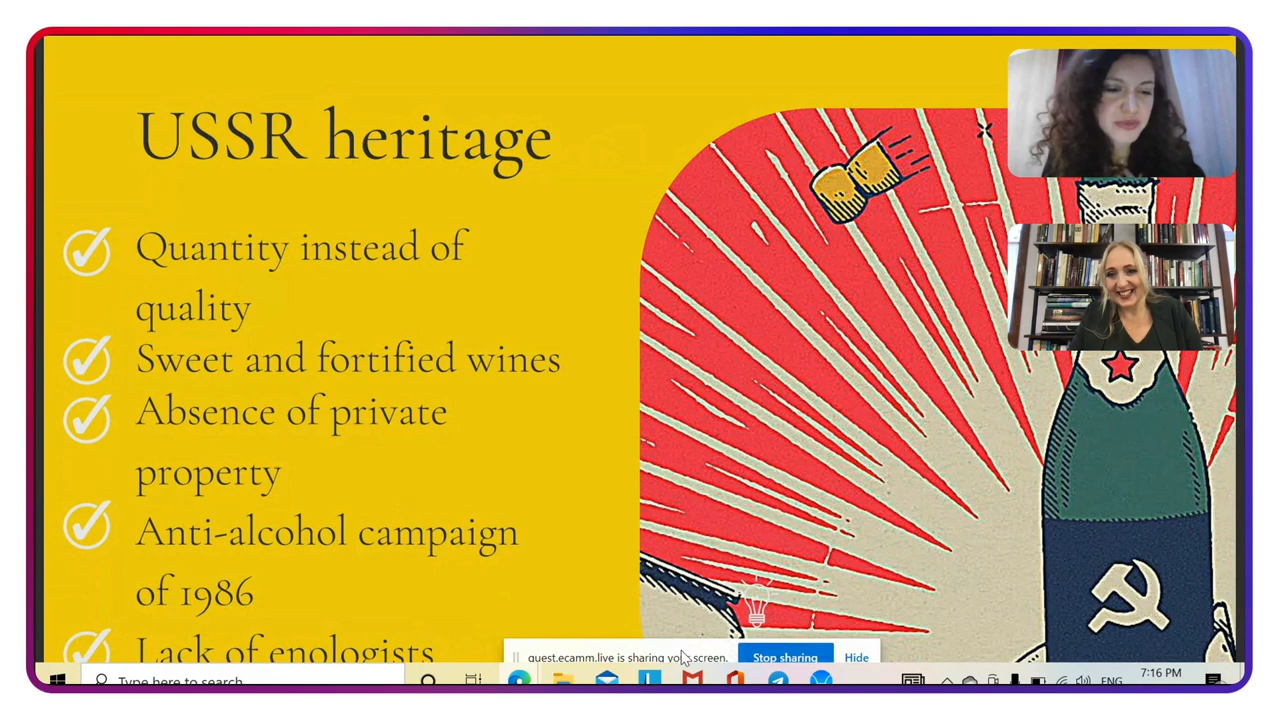 USSR heritage
Quantity instead of
quality
Sweet and fortified wines
Absence of private
property
Anti-alcohol campaign
of 1986
Lack of enologists
guest.ecamm.live is sharing your screen.
Stop sharing
Hide
Type here to search
ENG
7:16 PM